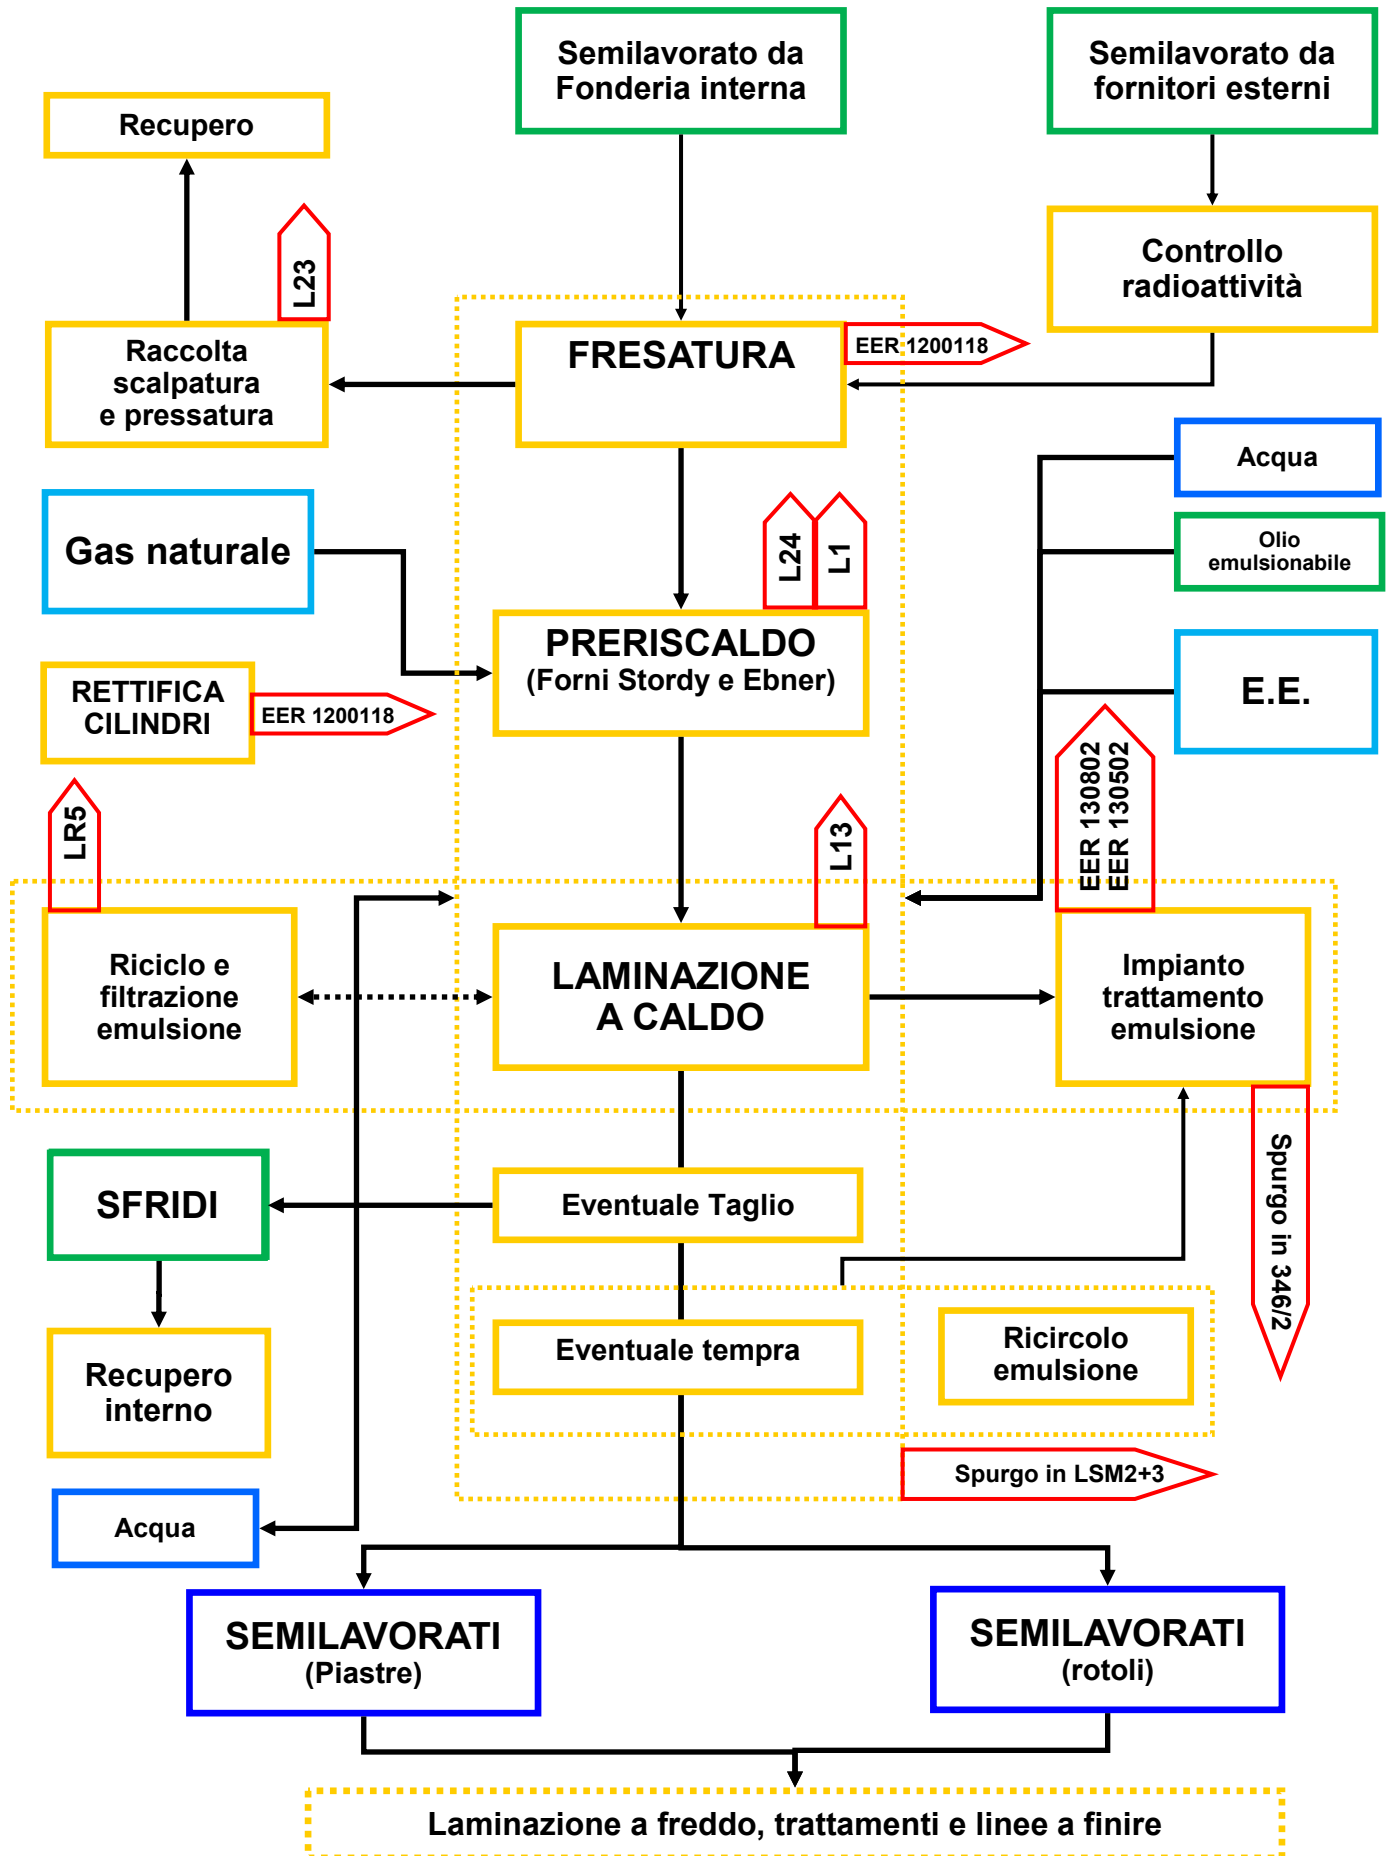 Semilavorato da
Fonderia interna
Semilavorato da
fornitori esterni
Recupero
Controllo
radioattività
L23
Raccolta
scalpatura
e pressatura
FRESATURA
EER 1200118
Acqua
Gas naturale
L24
L1
Olio
emulsionabile
PRERISCALDO
(Forni Stordy e Ebner)
RETTIFICA
CILINDRI
EER 1200118
E.E.
LR5
L13
EER 130802
EER 130502
Riciclo e
filtrazione
emulsione
LAMINAZIONE
A CALDO
Impianto
trattamento
emulsione
Spurgo in 346/2
SFRIDI
Eventuale Taglio
Eventuale tempra
Ricircolo
emulsione
Recupero
interno
Spurgo in LSM2+3
Acqua
SEMILAVORATI
(Piastre)
SEMILAVORATI
(rotoli)
Laminazione a freddo, trattamenti e linee a finire